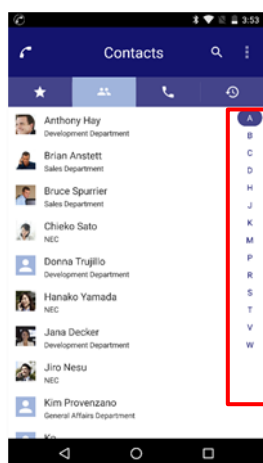 3:53
Contacts
Anthony Hay
Development Department
Brian Anstett
Sales Department
Bruce Spurrier
Sales Department
Chieko Sato
NEC
Donna Trujillo
Development Department
Hanako Yamada
NEC
Jana Decker
Development Department
Jiro Nesu
NEC
Kim Provenzano
General Affairs Department
A
B
C
D
H
J
K
M
P
R
S
T
V
W